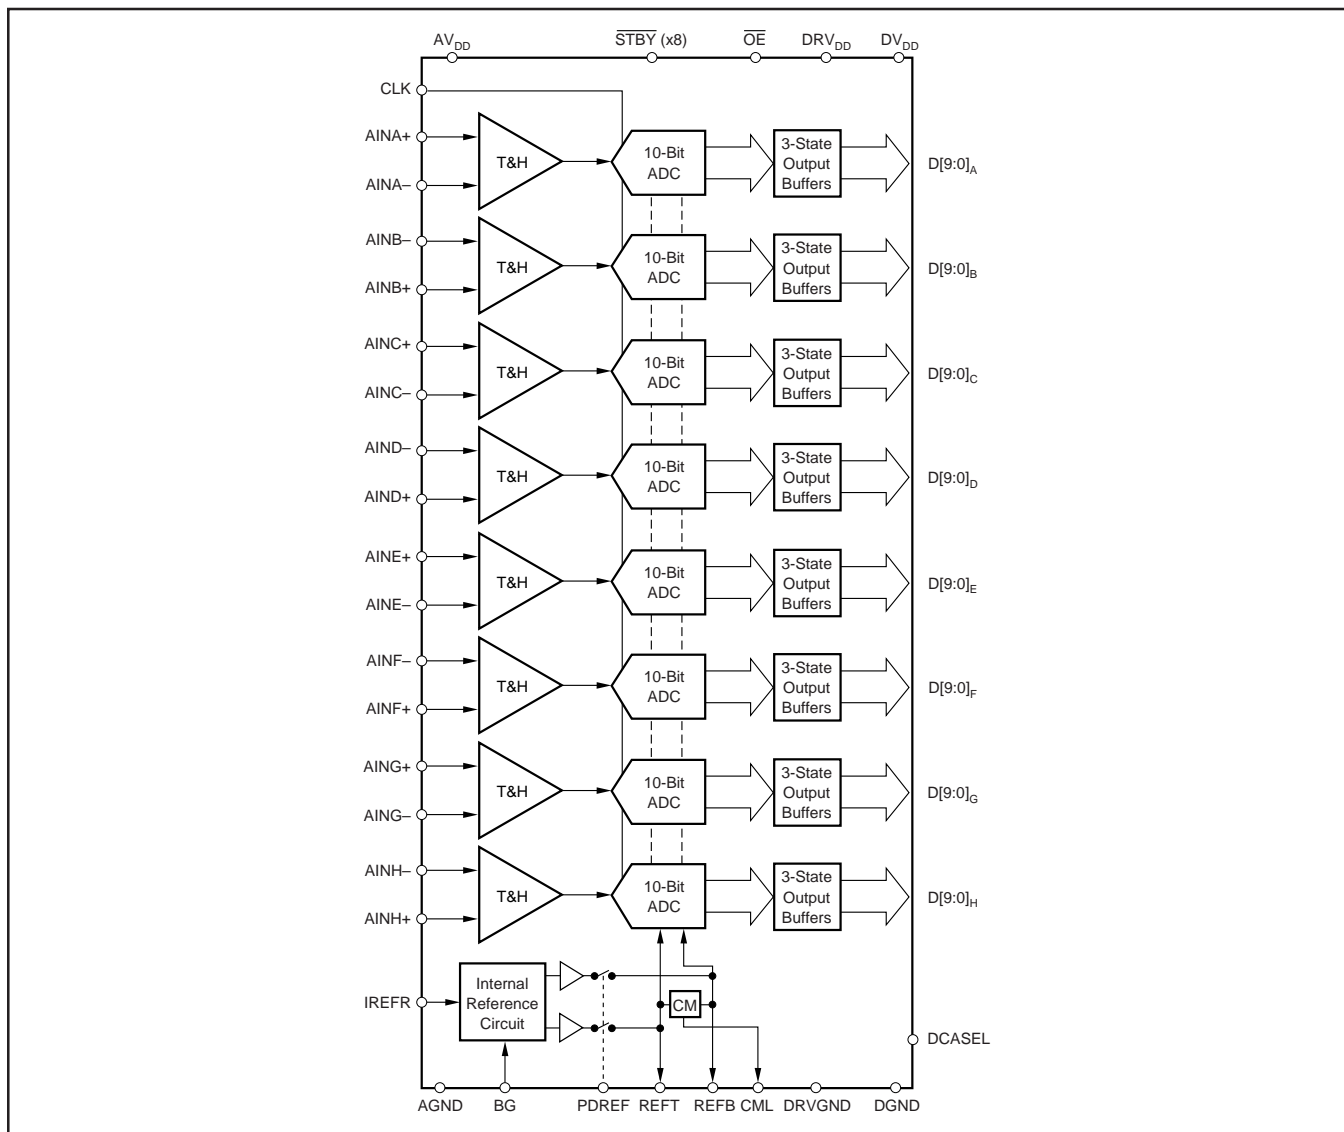 AVDD
STBY (x8)
OE
DRVDD
DVDD
CLK
AINA+
AINA–
T&H
10-Bit
ADC
3-State
Output
Buffers
D[9:0]A
AINB–
AINB+
T&H
10-Bit
ADC
3-State
Output
Buffers
D[9:0]B
AINC+
AINC–
T&H
10-Bit
ADC
3-State
Output
Buffers
D[9:0]C
AIND–
AIND+
T&H
10-Bit
ADC
3-State
Output
Buffers
D[9:0]D
AINE+
AINE–
T&H
10-Bit
ADC
3-State
Output
Buffers
D[9:0]E
AINF–
AINF+
T&H
10-Bit
ADC
3-State
Output
Buffers
D[9:0]F
AING+
AING–
T&H
10-Bit
ADC
3-State
Output
Buffers
D[9:0]G
AINH–
AINH+
T&H
10-Bit
ADC
3-State
Output
Buffers
D[9:0]H
IREFR
Internal
Reference
Circuit
CM
DCASEL
AGND
BG
PDREF
REFT
REFB
CML
DRVGND
DGND